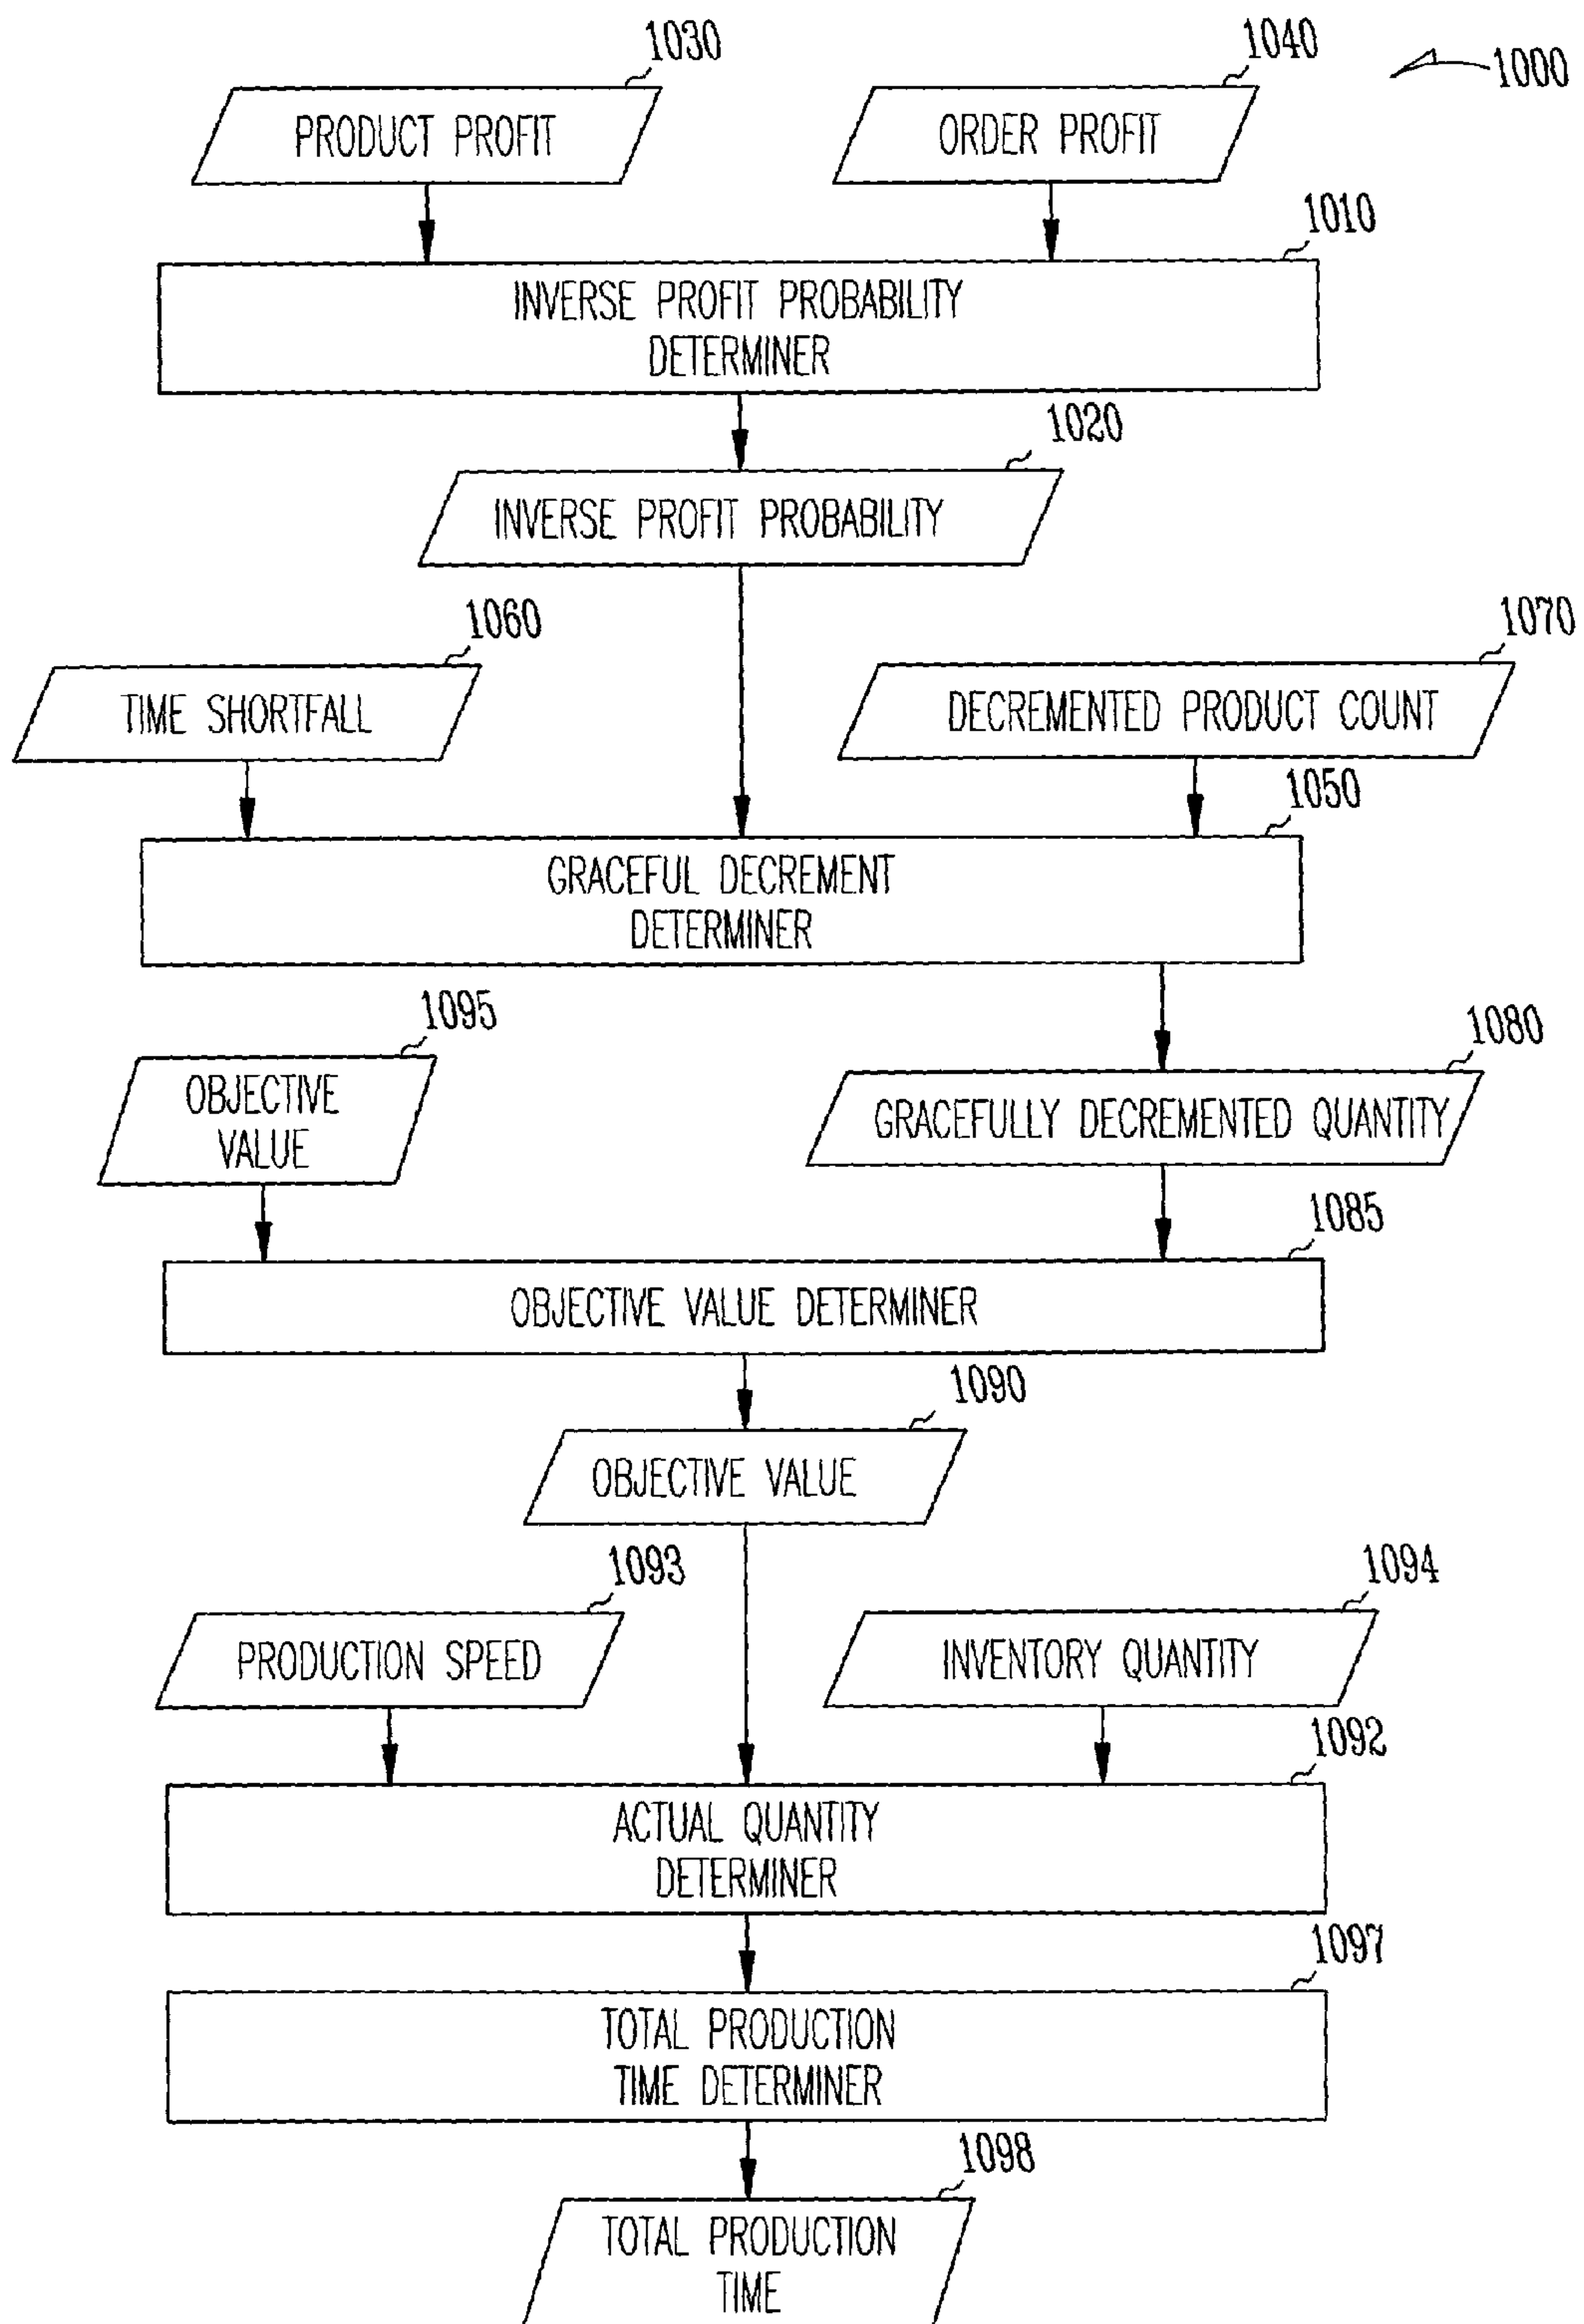 1030
1040
1000
PRODUCT PROFIT
ORDER PROFIT
1010
INVERSE PROFIT PROBABILITY
DETERMINER
1020
INVERSE PROFIT PROBABILITY
1060
1070
TIME SHORTFALL
DECREMENTED PRODUCT COUNT
1050
GRACEFUL DECREMENT
DETERMINER
1095
1080
OBJECTIVE
VALUE
GRACEFULLY DECREMENTED QUANTITY
1085
OBJECTIVE VALUE DETERMINER
1090
OBJECTIVE VALUE
1093
1094
PRODUCTION SPEED
INVENTORY QUANTITY
1092
ACTUAL QUANTITY
DETERMINER
1097
TOTAL PRODUCTION
TIME DETERMINER
1098
TOTAL PRODUCTION
TIME